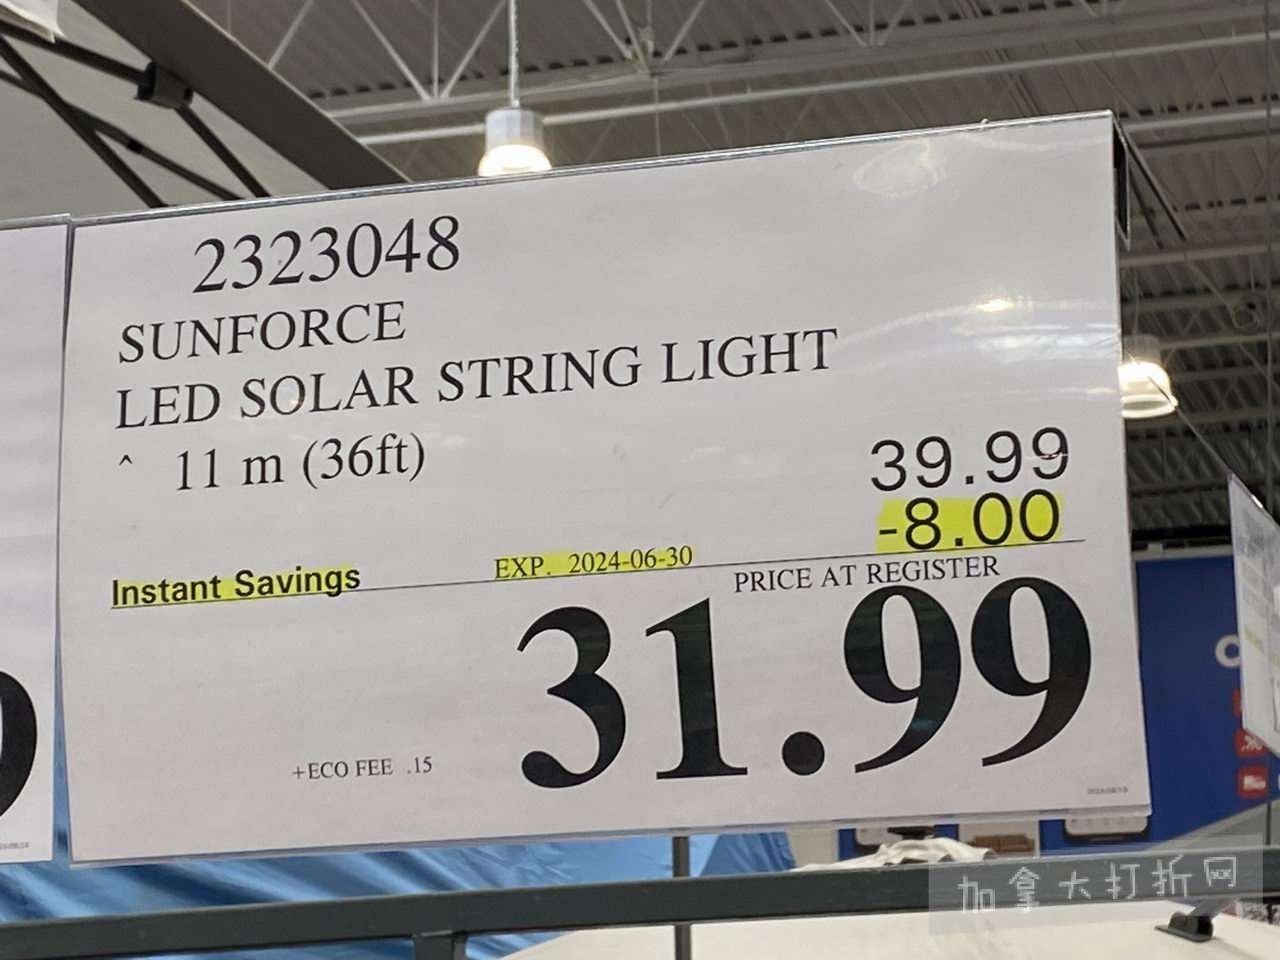 2323048
SUNFORCE
LED SOLAR STRING LIGHT
^ 11 m (36ft)
39.99
-8.00
Instant Savings EXP. 2024-06-30
PRICE AT REGISTER
31.99
+ECO FEE .15
加拿大打折网